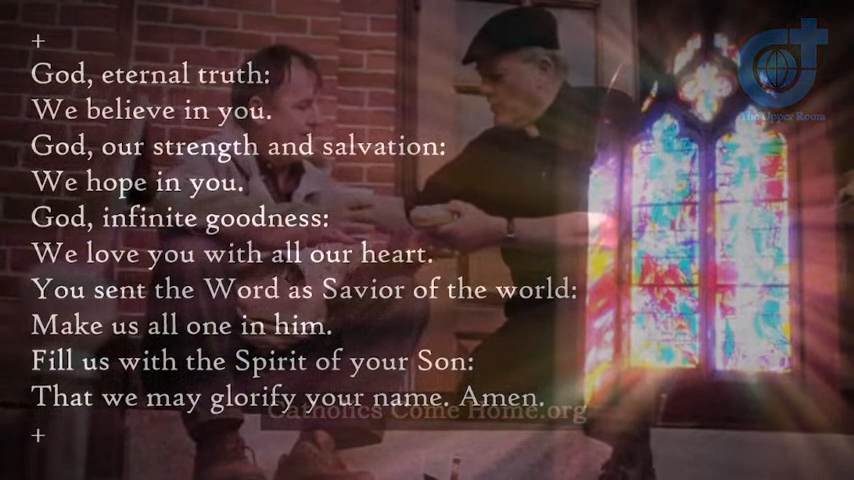 +
The Upper Room
God, eternal truth:
We believe in you.
God, our strength and salvation:
We hope in you.
God, infinite goodness:
We love you with all our heart.
You sent the Word as Savior of the world:
Make us all one in him.
Fill us with the Spirit of your Son:
That we may glorify your name. Amen.
Catholics Come Home.org
+